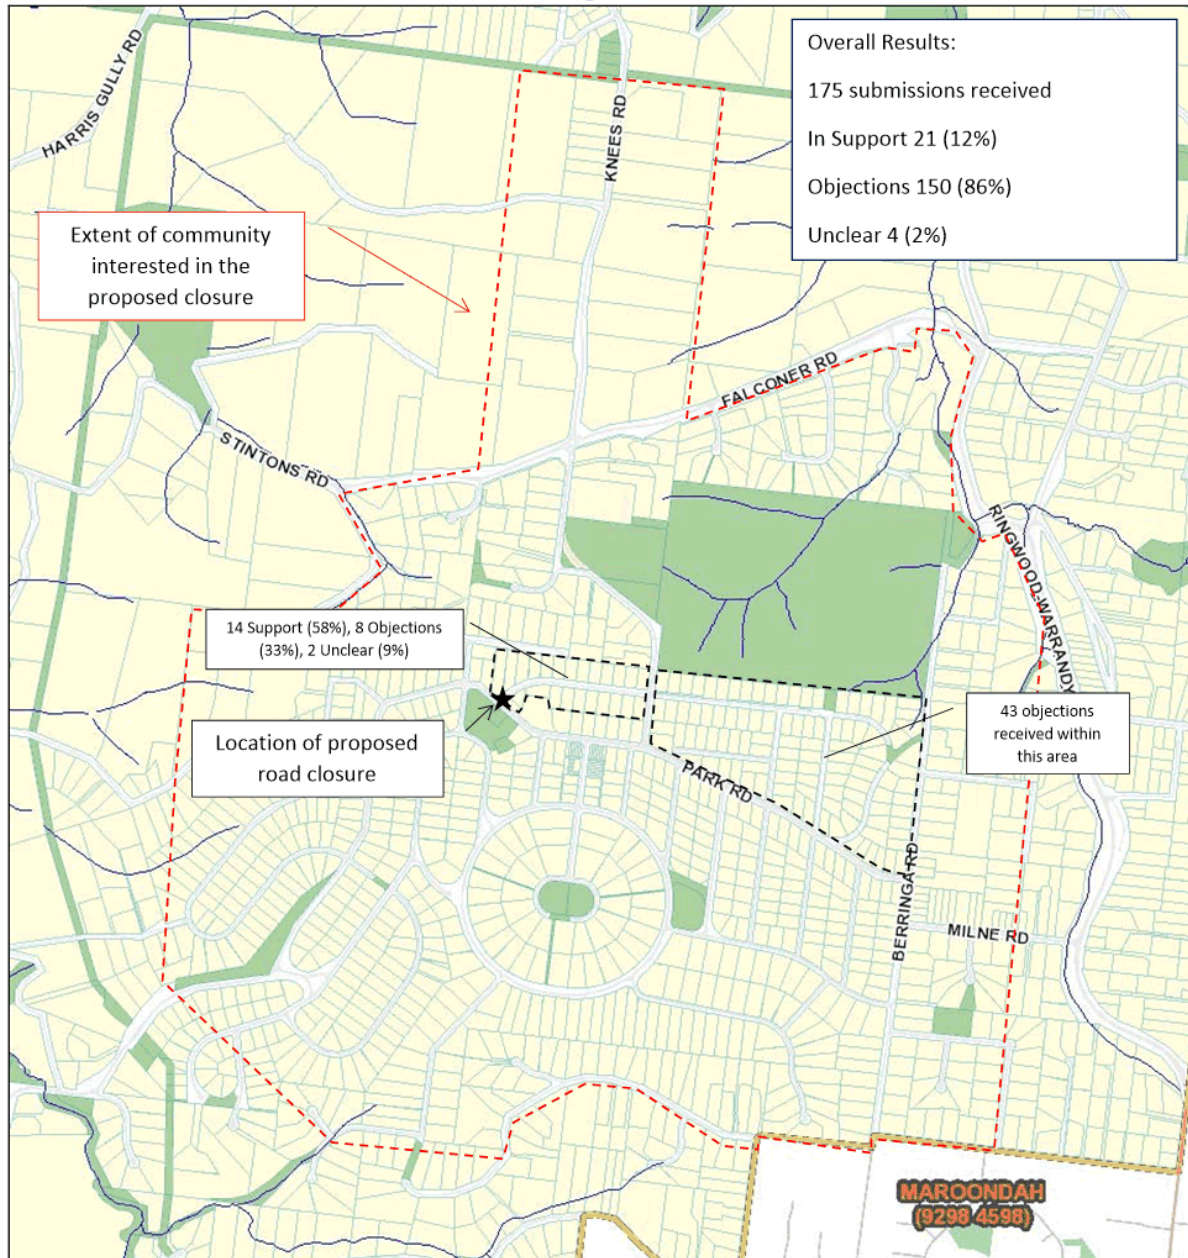 Overall Results:
175 submissions received
In Support 21 (12%)
Objections 150 (86%)
Unclear 4 (2%)
HARRIS GULLY RD
KNEES RD
Extent of community
interested in the
proposed closure
FALCONER RD
STINTONS RD
RINGWOOD-WARRANDY
14 Support (58%), 8 Objections
(33%), 2 Unclear (9%)
43 objections
received within
this area
Location of proposed
road closure
PARK RD
BERRINGA RD
MILNE RD
MAROONDAH
(9298 4598)